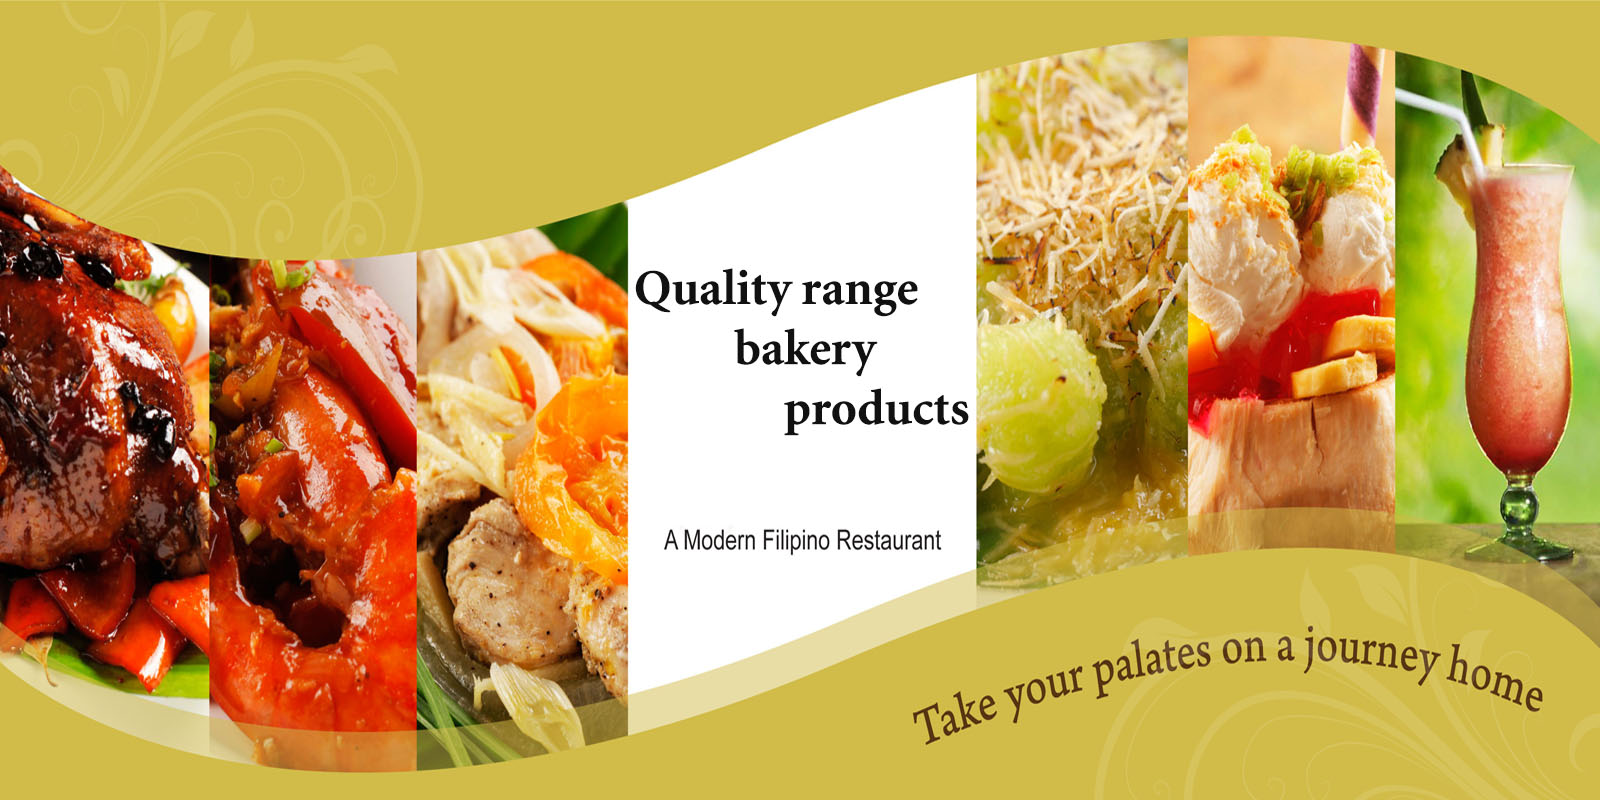 Quality range
bakery
products
A Modern Filipino Restaurant
Take your palates on a journey home